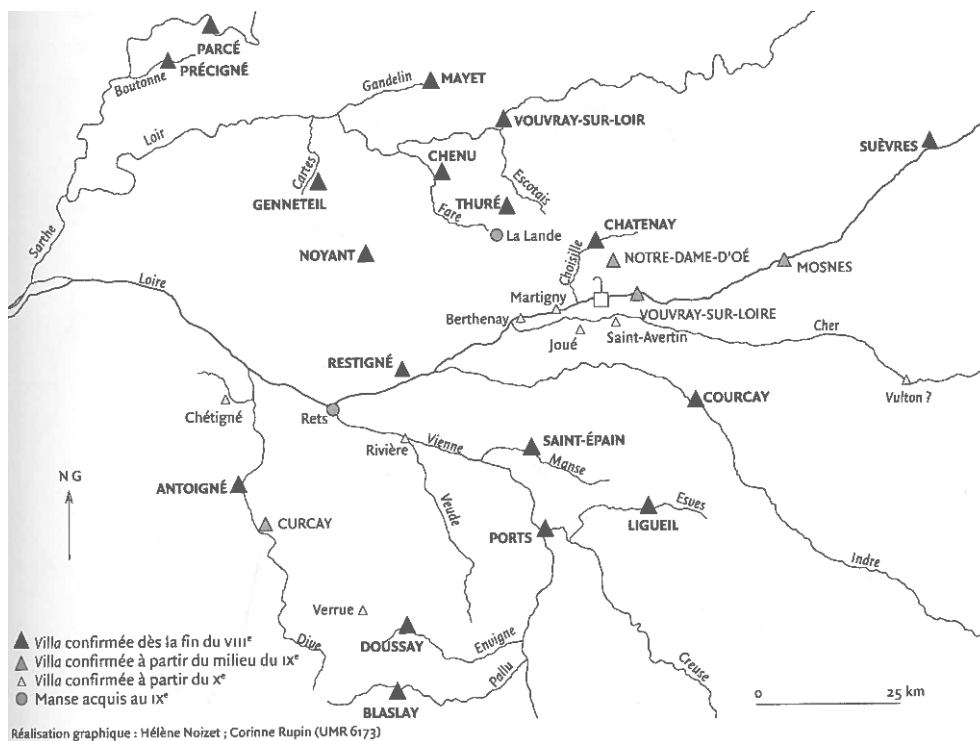 PARCÉ
PRÉCIGNÉ
Boutonne
Gandelin
MAYET
Loir
VOUVRAY-SUR-LOIR
SUÈVRES
CHENU
Cartes
GENNETEIL
Escotais
THURÉ
Fare
La Lande
CHATENAY
Sarthe
NOYANT
NOTRE-DAME-D'OÉ
Choisille
MOSNES
Loire
Martigny
Berthenay
VOUVRAY-SUR-LOIRE
Joué
Saint-Avertin
Cher
RESTIGNÉ
Chétigné
Rets
COURCAY
Vulton ?
Rivière
Vienne
SAINT-ÉPAIN
Manse
NG
ANTOIGNÉ
CURCAY
Veude
PORTS
LIGUEIL
Esves
Indre
Verrue
Dive
DOUSSAY
Envigne
Pallu
Creuse
BLASLAY
Villa confirmée dès la fin du VIIIe
Villa confirmée à partir du milieu du IXe
Villa confirmée à partir du Xe
Manse acquis au IXe
0 25 km
Réalisation graphique : Hélène Noizet ; Corinne Rupin (UMR 6173)